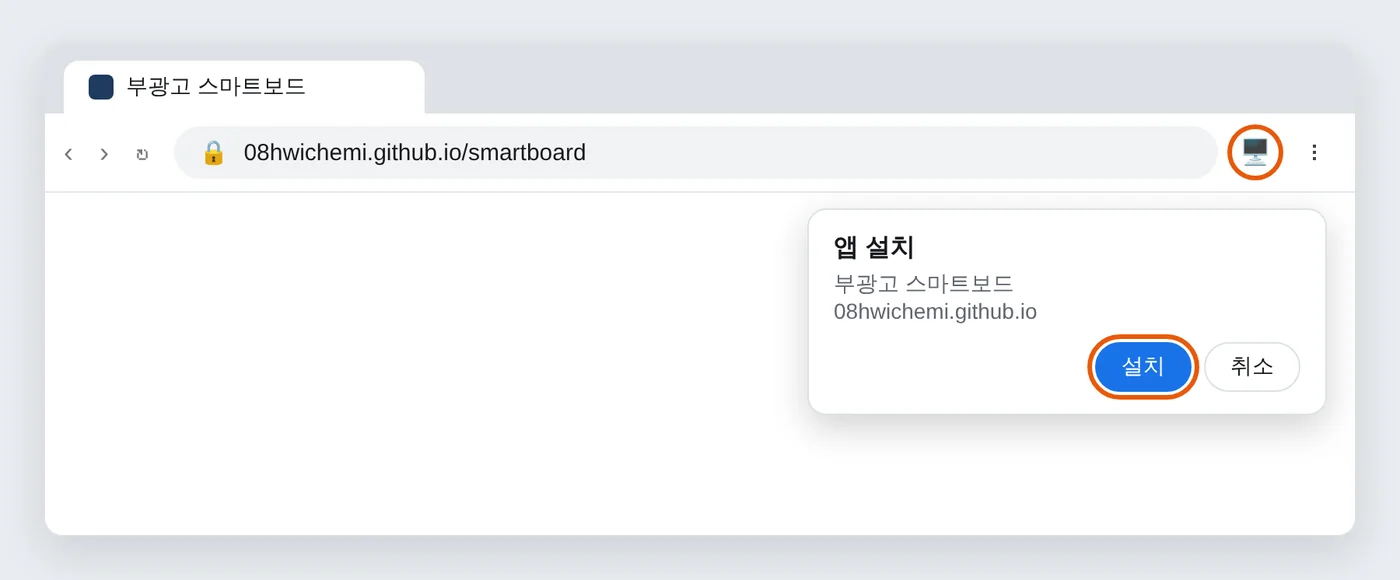 부광고 스마트보드
08hwichemi.github.io/smartboard
앱 설치
부광고 스마트보드
08hwichemi.github.io
설치 취소